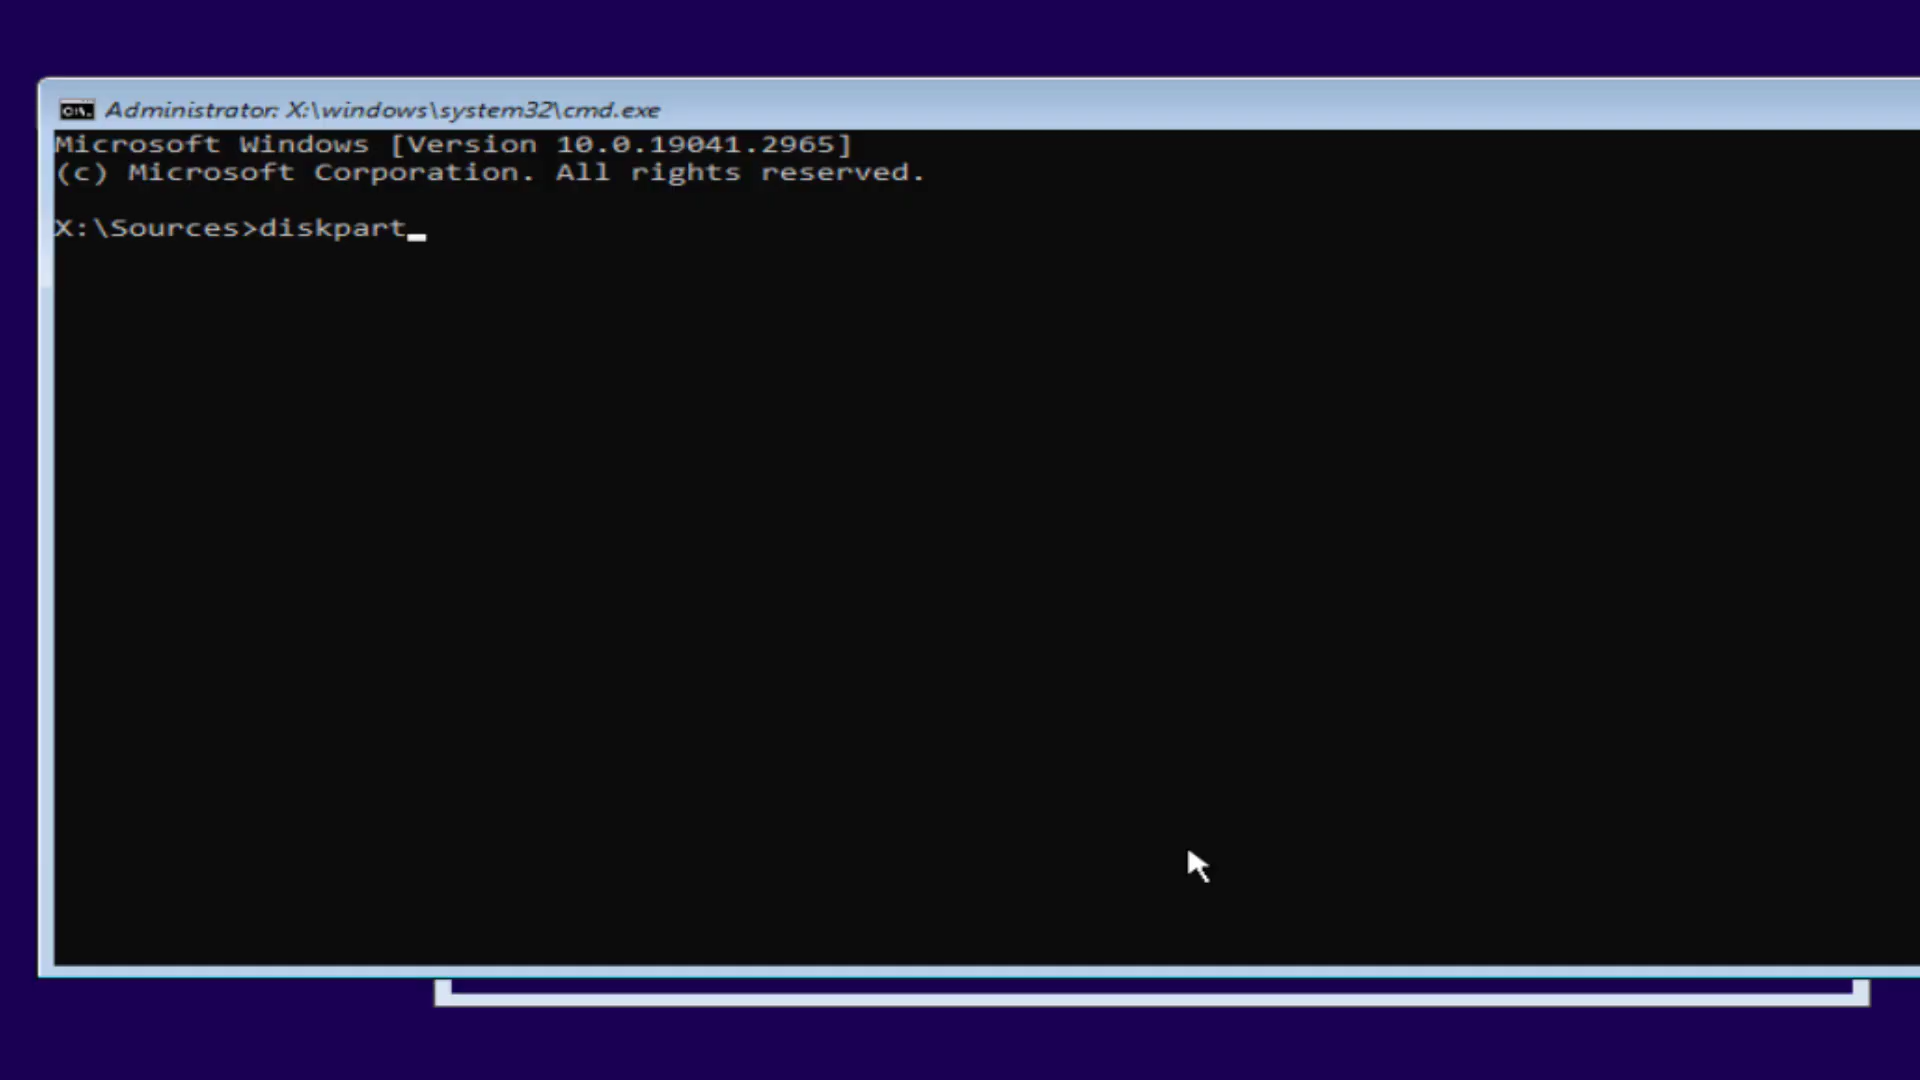 Administrator: X:\windows\system32\cmd.exe
Microsoft Windows [Version 10.0.19041.2965]
(c) Microsoft Corporation. All rights reserved.
X:\Sources>diskpart